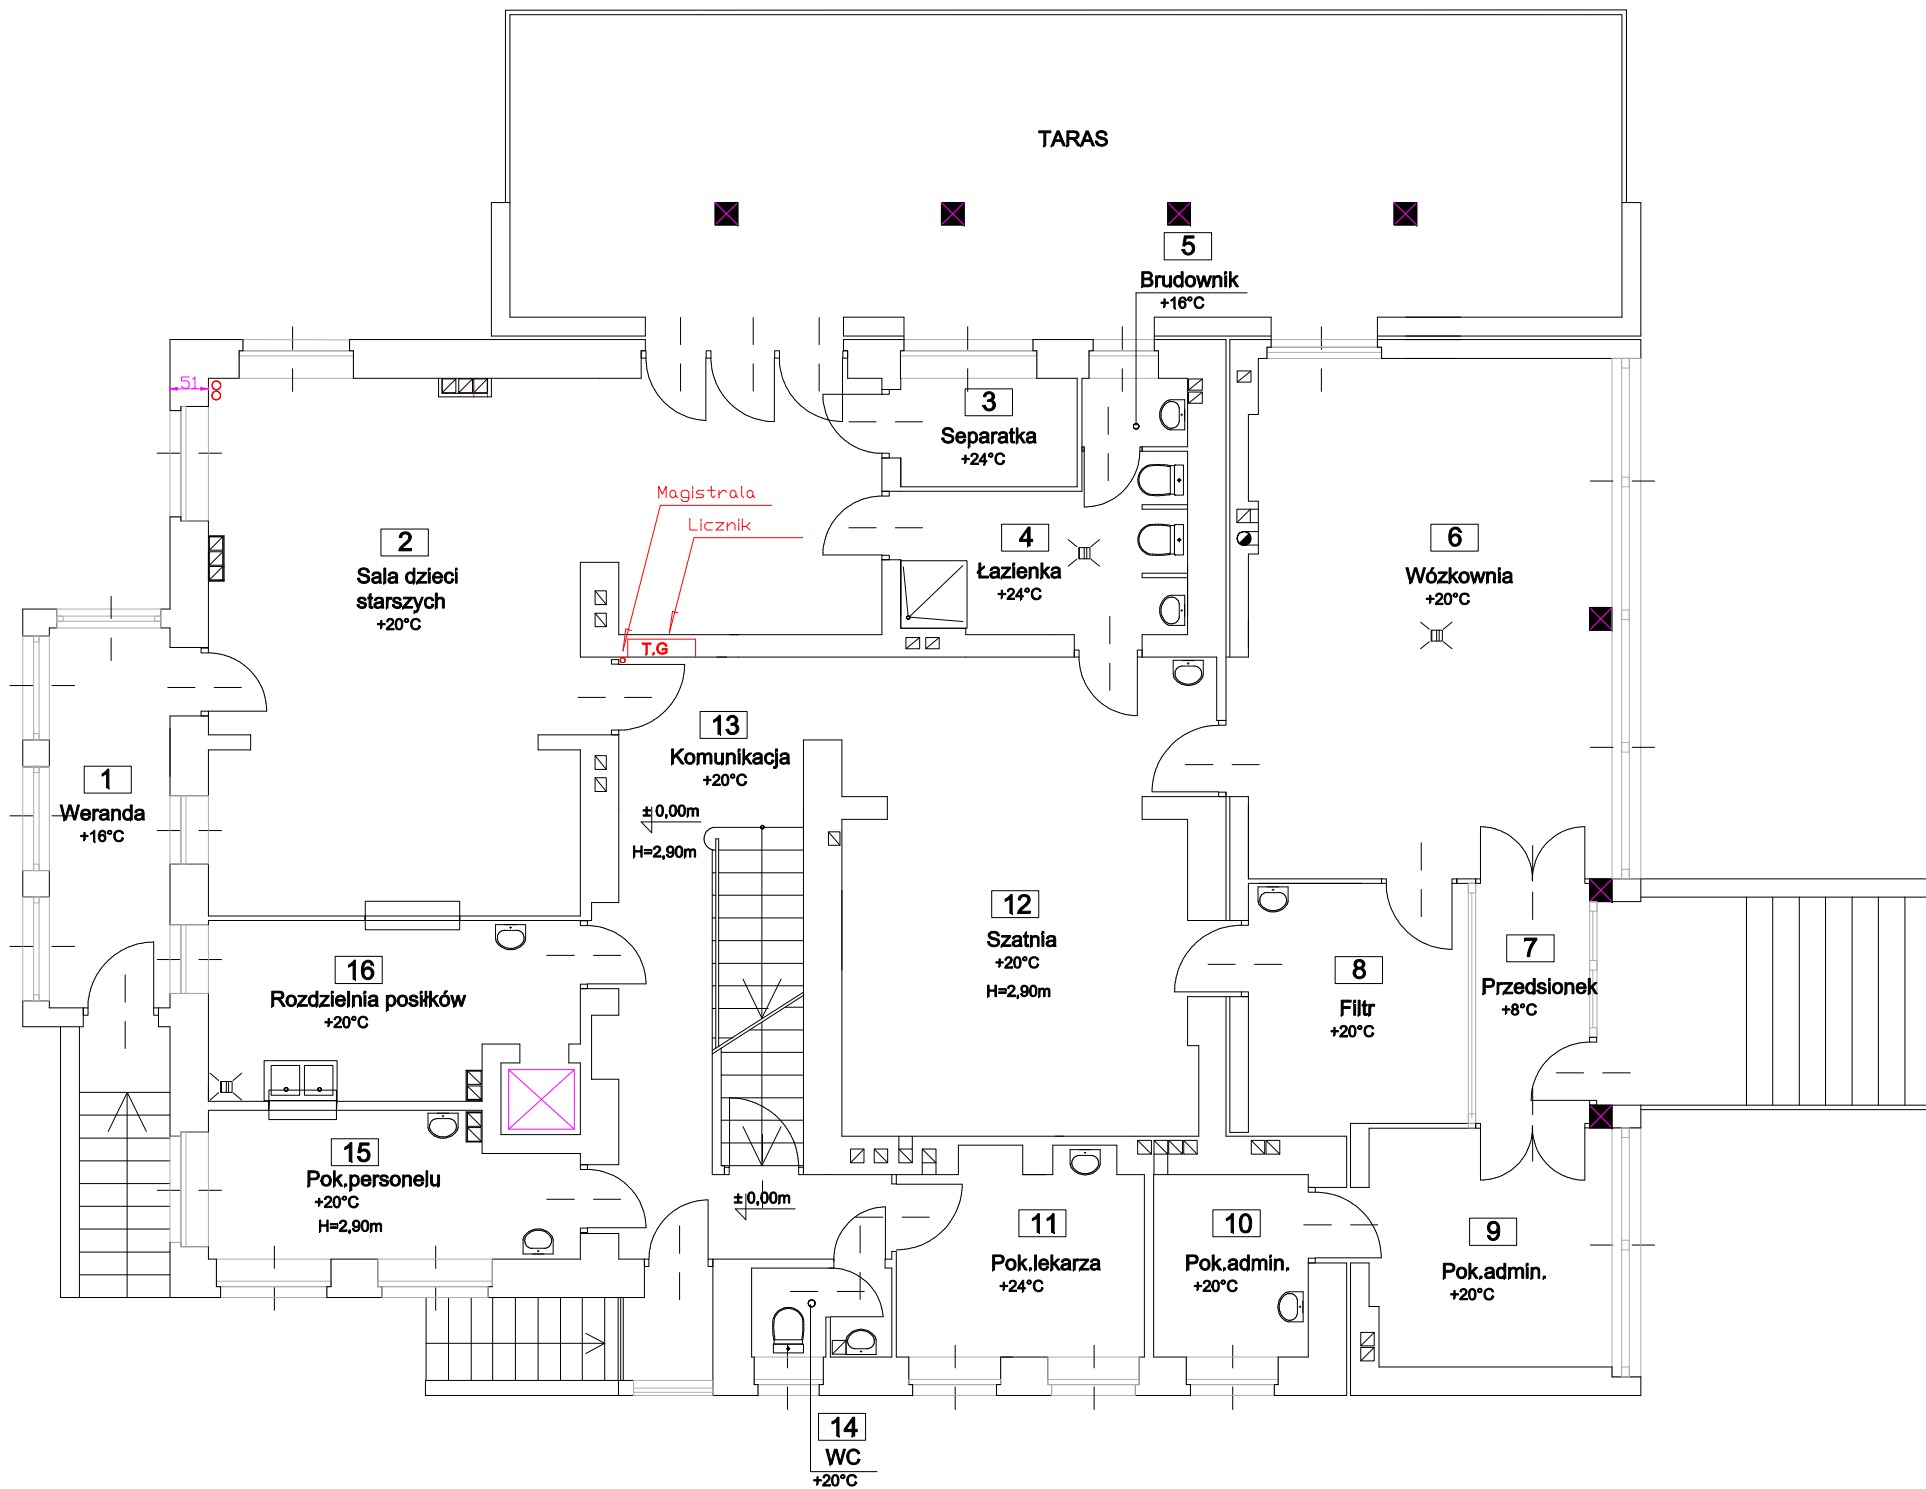 TARAS
5
Brudownik
+16°C
51
3
Separatka
+24°C
Magistrala
Licznik
2
Sala dzieci
starszych
+20°C
4
Łazienka
+24°C
6
Wózkownia
+20°C
T.G
13
Komunikacja
+20°C
±0,00m
H=2,90m
1
Weranda
+16°C
12
Szatnia
+20°C
H=2,90m
7
Przedsionek
+8°C
8
Filtr
+20°C
16
Rozdzielnia posiłków
+20°C
15
Pok.personelu
+20°C
H=2,90m
±0,00m
11
Pok.lekarza
+24°C
10
Pok.admin.
+20°C
9
Pok.admin.
+20°C
14
WC
+20°C